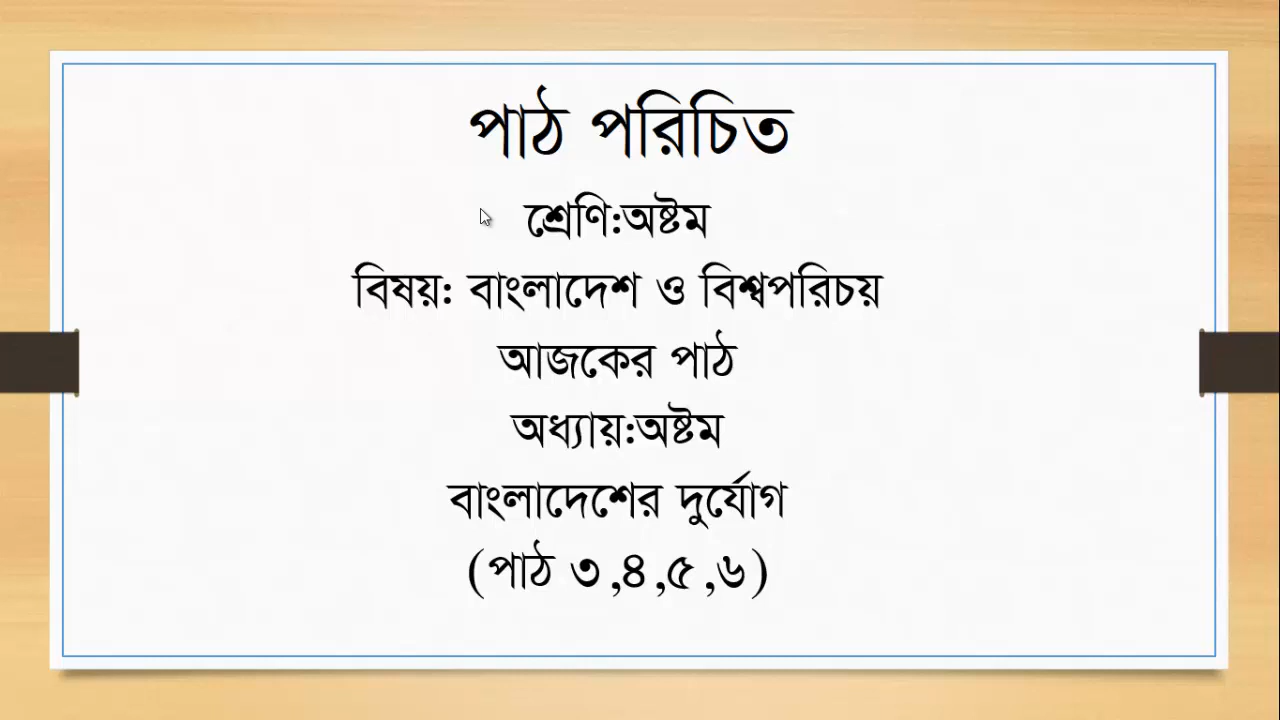 পাঠ পরিচিত
শ্রেণি:অষ্টম
বিষয়: বাংলাদেশ ও বিশ্বপরিচয়
আজকের পাঠ
অধ্যায়:অষ্টম
বাংলাদেশের দুর্যোগ
(পাঠ ৩,৪,৫,৬)